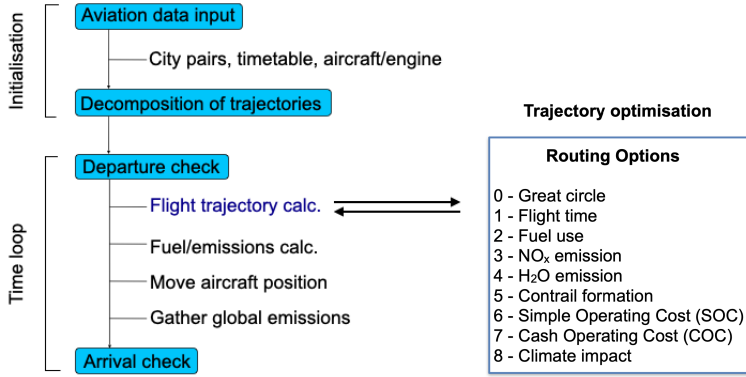 Initialisation
Aviation data input
City pairs, timetable, aircraft/engine
Decomposition of trajectories
Time loop
Departure check
Flight trajectory calc.
Fuel/emissions calc.
Move aircraft position
Gather global emissions
Arrival check
Trajectory optimisation
Routing Options
0 - Great circle
1 - Flight time
2 - Fuel use
3 - NOₓ emission
4 - H₂O emission
5 - Contrail formation
6 - Simple Operating Cost (SOC)
7 - Cash Operating Cost (COC)
8 - Climate impact